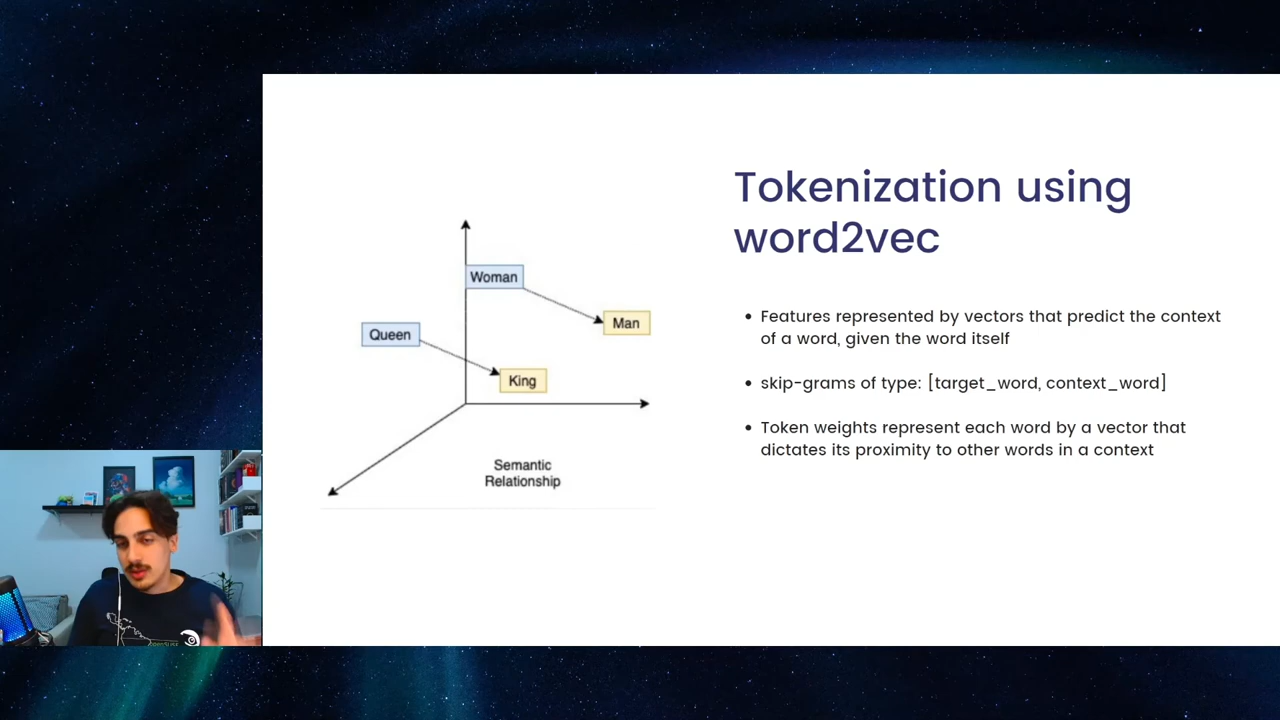 Tokenization using
word2vec
Woman
Man
Queen
King
Semantic
Relationship
• Features represented by vectors that predict the context
of a word, given the word itself
• skip-grams of type: [target_word, context_word]
• Token weights represent each word by a vector that
dictates its proximity to other words in a context